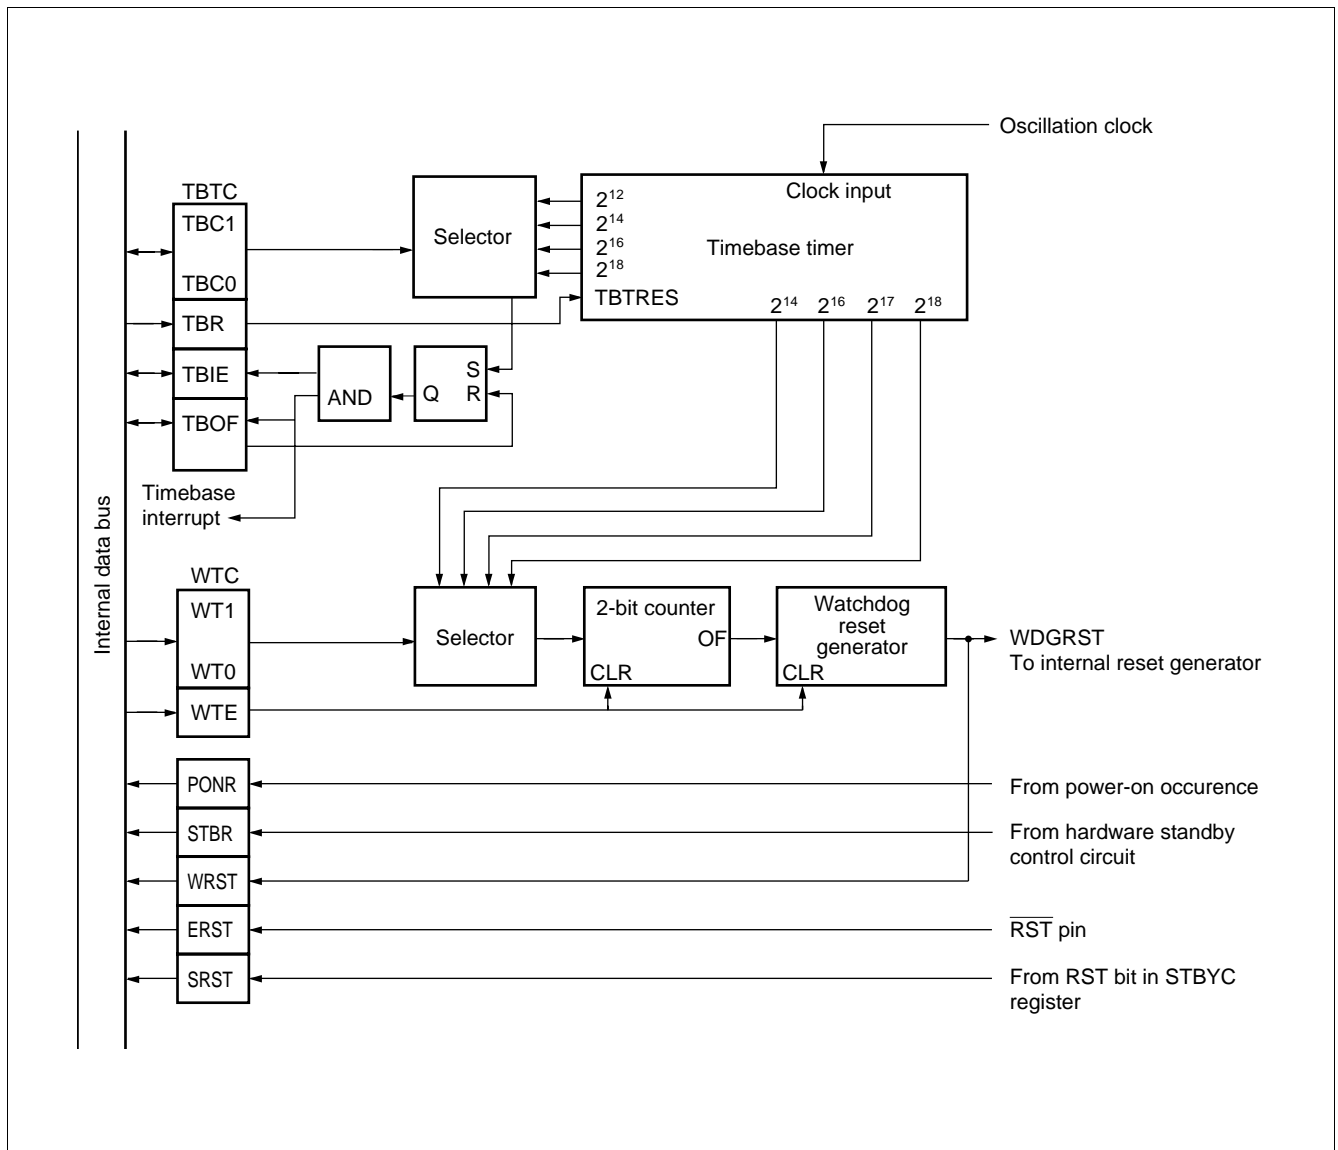 Oscillation clock
TBTC
TBC1
TBC0
TBR
TBIE
TBOF
Selector
2¹²
2¹⁴
2¹⁶
2¹⁸
TBTRES
Clock input
Timebase timer
2¹⁴ 2¹⁶ 2¹⁷ 2¹⁸
AND
Q
S
R
Timebase
interrupt
Internal data bus
WTC
WT1
WT0
WTE
Selector
2-bit counter
OF
CLR
Watchdog
reset
generator
CLR
WDGRST
To internal reset generator
PONR
From power-on occurence
STBR
From hardware standby
control circuit
WRST
ERST
R̅S̅T̅ pin
SRST
From RST bit in STBYC
register